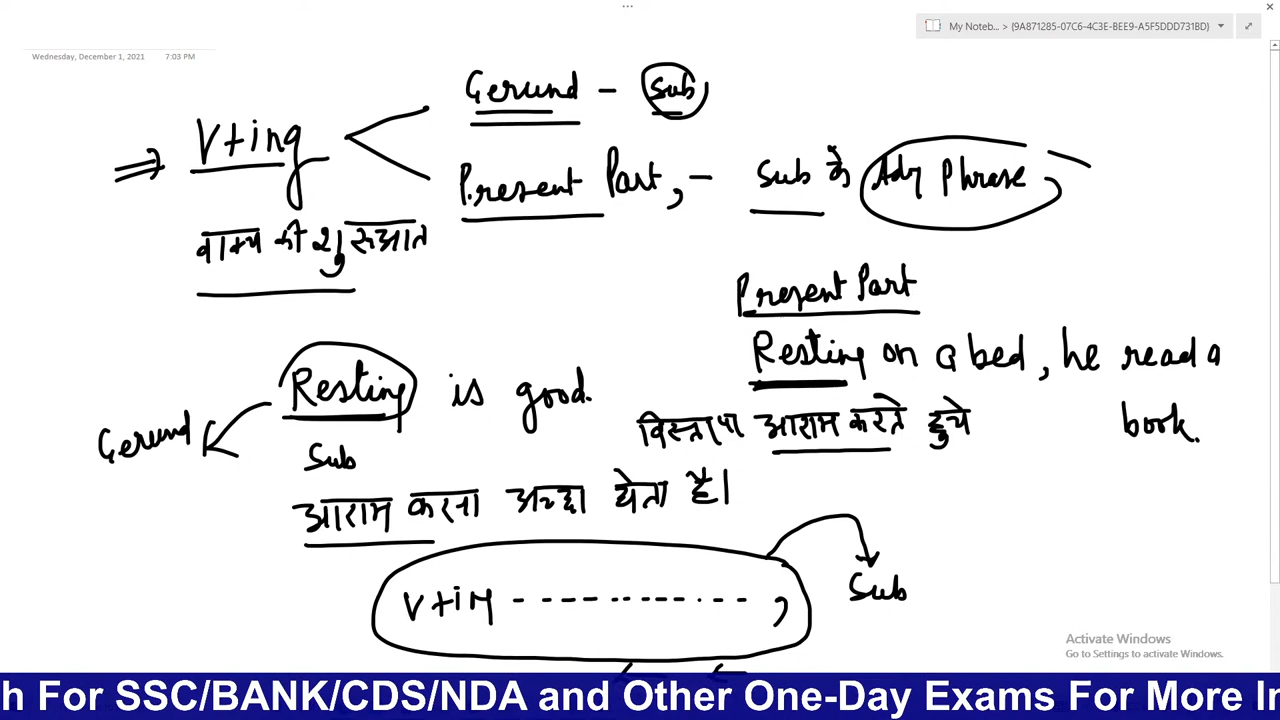 My Noteb... > {9A871285-07C6-4C3E-BEE9-A5F5DDD731BD}
Wednesday, December 1, 2021 7:03 PM
Gerund - Sub
⇒ V+ing
Present Part, - Sub के Adj Phrase,
वाक्य की शुरूआत
Present Part
Resting on a bed, he read a
book.
Resting is good.
Gerund
बिस्तर पर आराम करते हुये
Sub
आराम करना अच्छा होता है।
V+ing ----------- , Sub
Activate Windows
Go to Settings to activate Windows.
h For SSC/BANK/CDS/NDA and Other One-Day Exams For More In